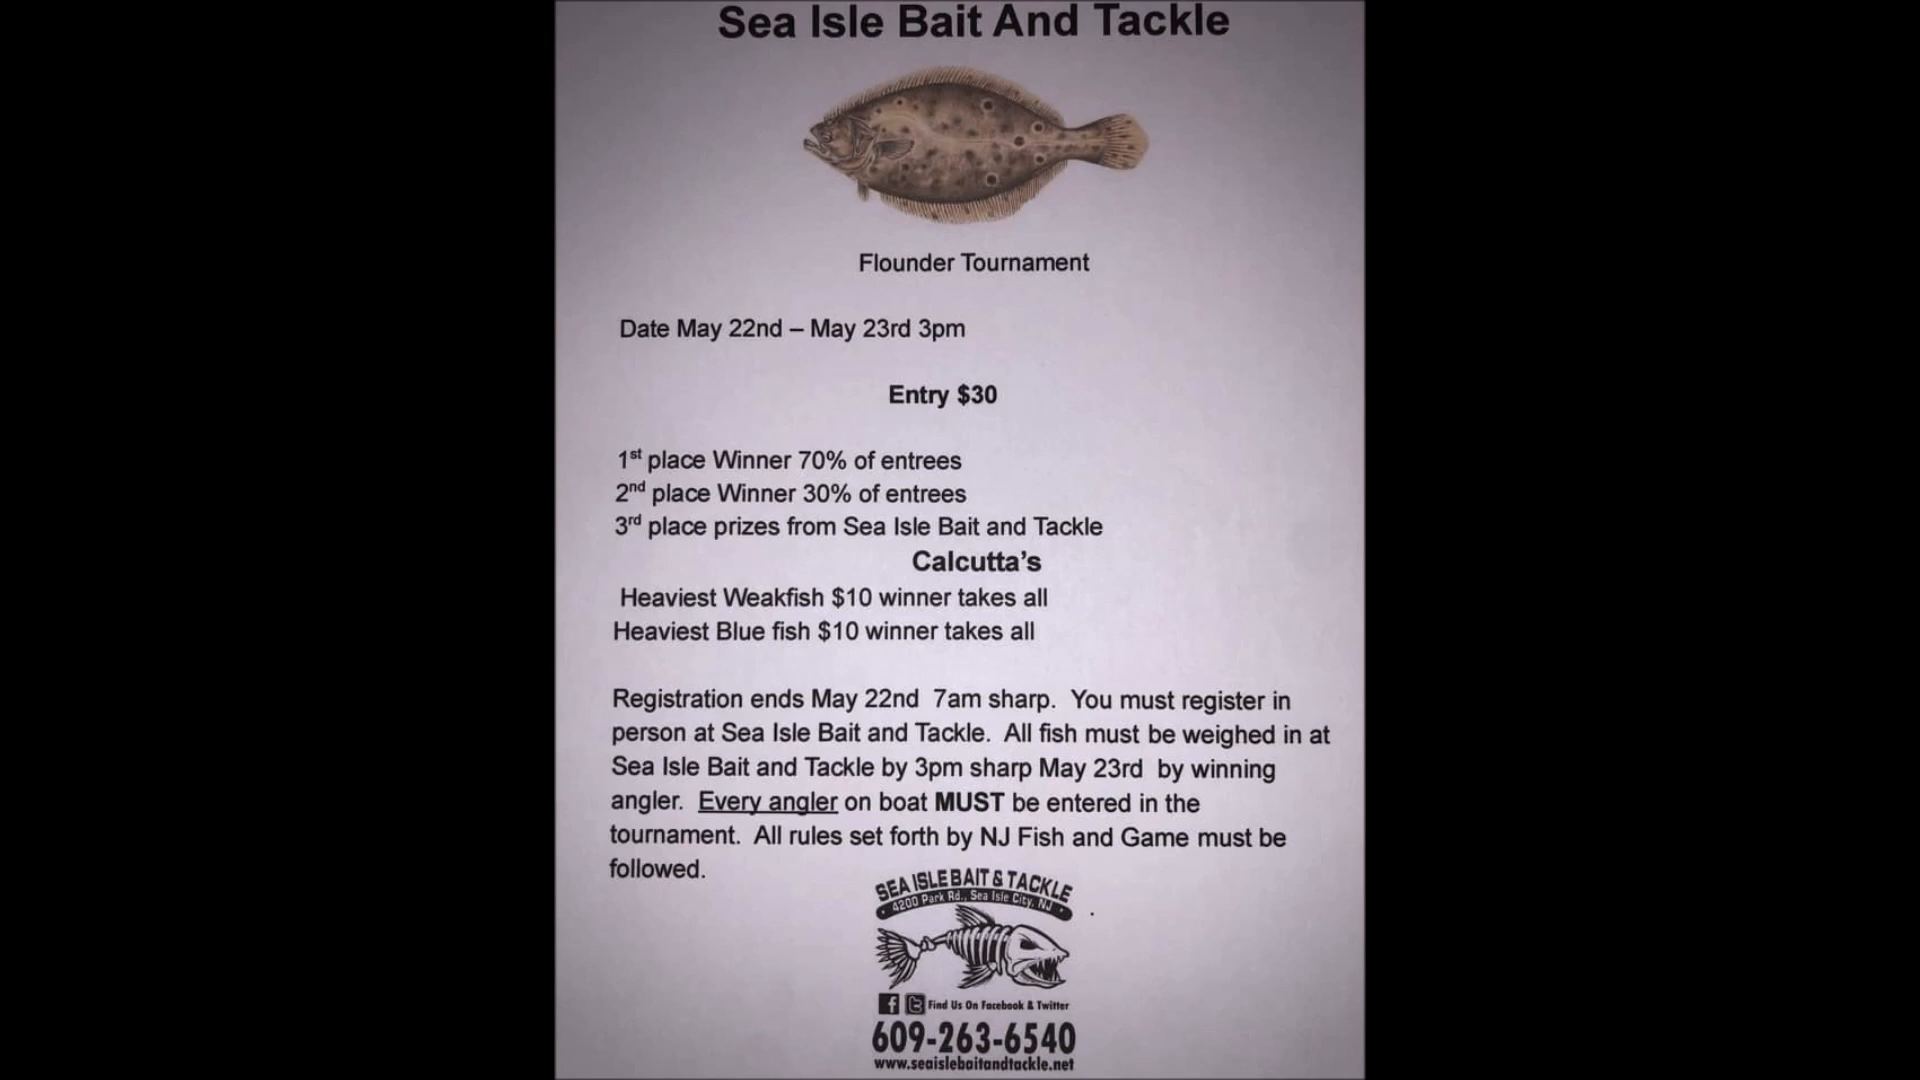 Sea Isle Bait And Tackle
Flounder Tournament
Date May 22nd – May 23rd 3pm
Entry $30
1st place Winner 70% of entrees
2nd place Winner 30% of entrees
3rd place prizes from Sea Isle Bait and Tackle
Calcutta's
Heaviest Weakfish $10 winner takes all
Heaviest Blue fish $10 winner takes all
Registration ends May 22nd 7am sharp. You must register in
person at Sea Isle Bait and Tackle. All fish must be weighed in at
Sea Isle Bait and Tackle by 3pm sharp May 23rd by winning
angler. Every angler on boat MUST be entered in the
tournament. All rules set forth by NJ Fish and Game must be
followed.
SEA ISLE BAIT & TACKLE
4200 Park Rd., Sea Isle City, NJ
Find Us On Facebook & Twitter
609-263-6540
www.seaislebaitandtackle.net